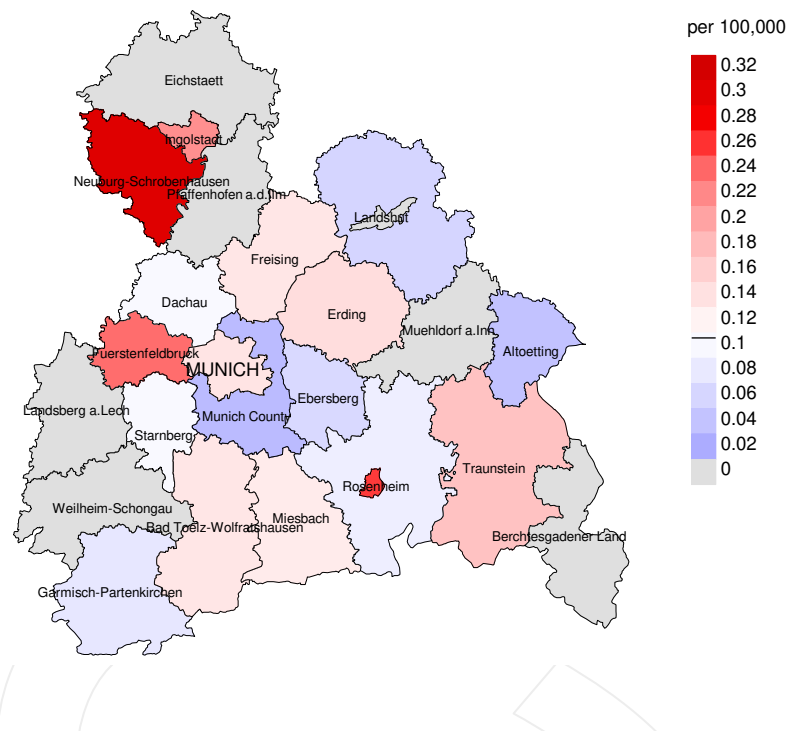 per 100,000
0.32
0.3
0.28
0.26
0.24
0.22
0.2
0.18
0.16
0.14
0.12
0.1
0.08
0.06
0.04
0.02
0
Eichstaett
Ingolstadt
Neuburg-Schrobenhausen
Pfaffenhofen a.d.Ilm
Landshut
Freising
Dachau
Erding
Muehldorf a.Inn
Altoetting
Fuerstenfeldbruck
MUNICH
Ebersberg
Landsberg a.Lech
Munich County
Starnberg
Traunstein
Rosenheim
Weilheim-Schongau
Miesbach
Bad Toelz-Wolfratshausen
Berchtesgadener Land
Garmisch-Partenkirchen